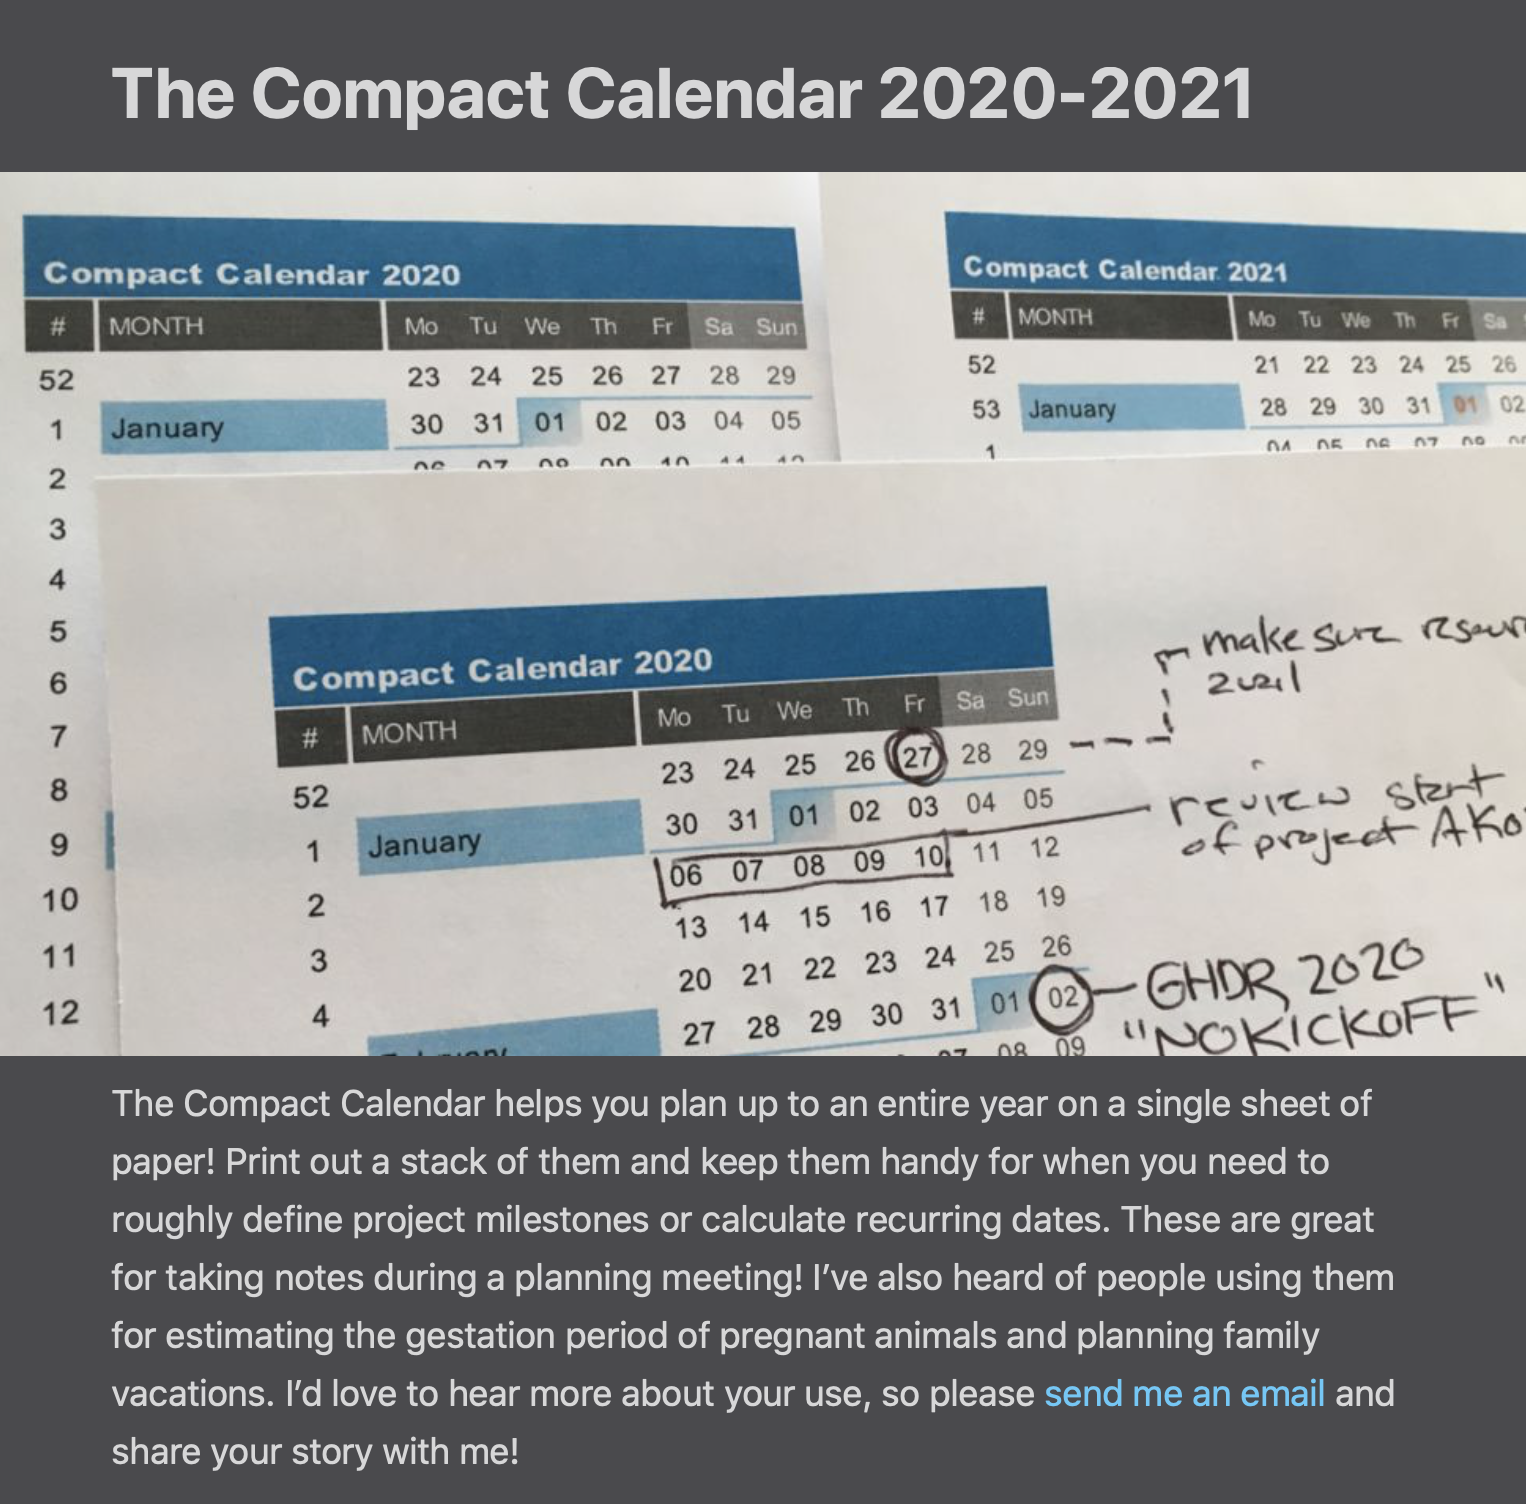 The Compact Calendar 2020-2021
Compact Calendar 2020
# MONTH Mo Tu We Th Fr Sa Sun
52 23 24 25 26 27 28 29
1 January 30 31 01 02 03 04 05
2
3
4
5
6
7
8
9
10
11
12
Compact Calendar 2021
# MONTH Mo Tu We Th Fr Sa
52 21 22 23 24 25 26
53 January 28 29 30 31 01 02
1
Compact Calendar 2020
# MONTH Mo Tu We Th Fr Sa Sun
52 23 24 25 26 27 28 29
1 January 30 31 01 02 03 04 05
2 06 07 08 09 10 11 12
3 13 14 15 16 17 18 19
4 20 21 22 23 24 25 26
27 28 29 30 31 01 02
08 09
make sure
avail
review start
of project
GHDR 2020
"NOKICKOFF"
The Compact Calendar helps you plan up to an entire year on a single sheet of
paper! Print out a stack of them and keep them handy for when you need to
roughly define project milestones or calculate recurring dates. These are great
for taking notes during a planning meeting! I’ve also heard of people using them
for estimating the gestation period of pregnant animals and planning family
vacations. I’d love to hear more about your use, so please send me an email and
share your story with me!